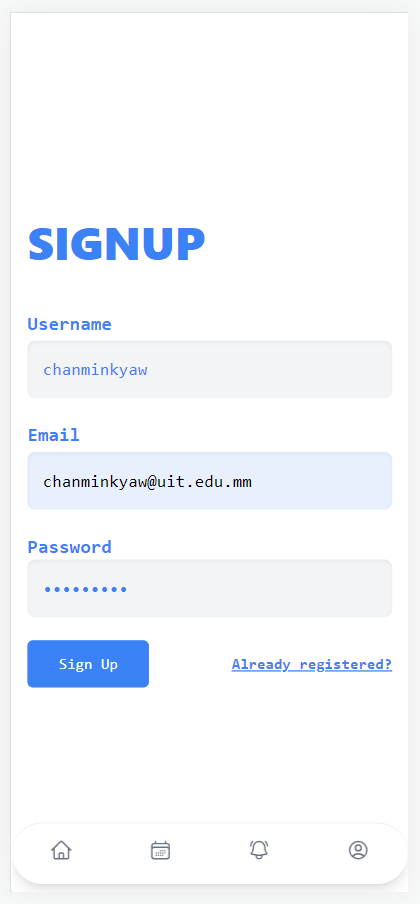 SIGNUP
Username
chanminkyaw
Email
chanminkyaw@uit.edu.mm
Password
•••••••••
Sign Up
Already registered?